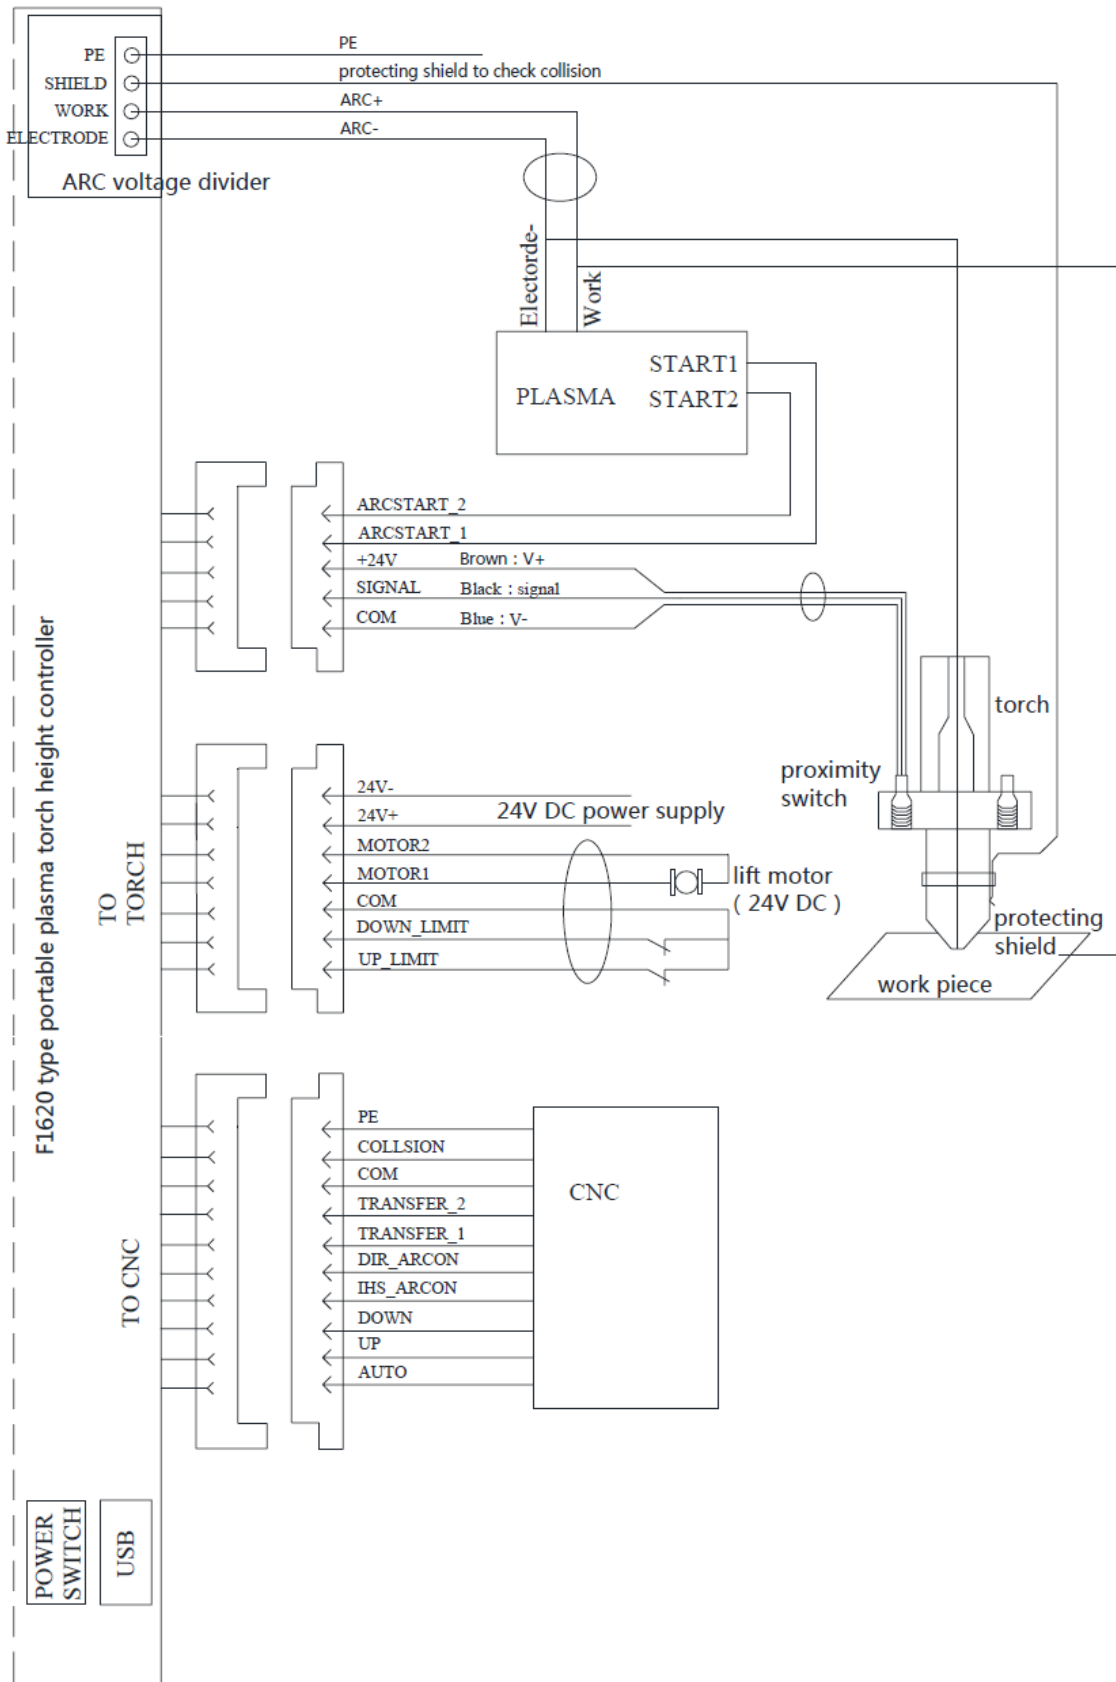 PE
SHIELD
WORK
ELECTRODE
ARC voltage divider
PE
protecting shield to check collision
ARC+
ARC-
Electorde-
Work
PLASMA
START1
START2
ARCSTART_2
ARCSTART_1
+24V
Brown : V+
SIGNAL
Black : signal
COM
Blue : V-
torch
proximity
switch
protecting
shield
work piece
F1620 type portable plasma torch height controller
TO
TORCH
24V-
24V+
24V DC power supply
MOTOR2
MOTOR1
lift motor
( 24V DC )
COM
DOWN_LIMIT
UP_LIMIT
TO CNC
PE
COLLSION
COM
TRANSFER_2
TRANSFER_1
DIR_ARCON
IHS_ARCON
DOWN
UP
AUTO
CNC
POWER
SWITCH
USB